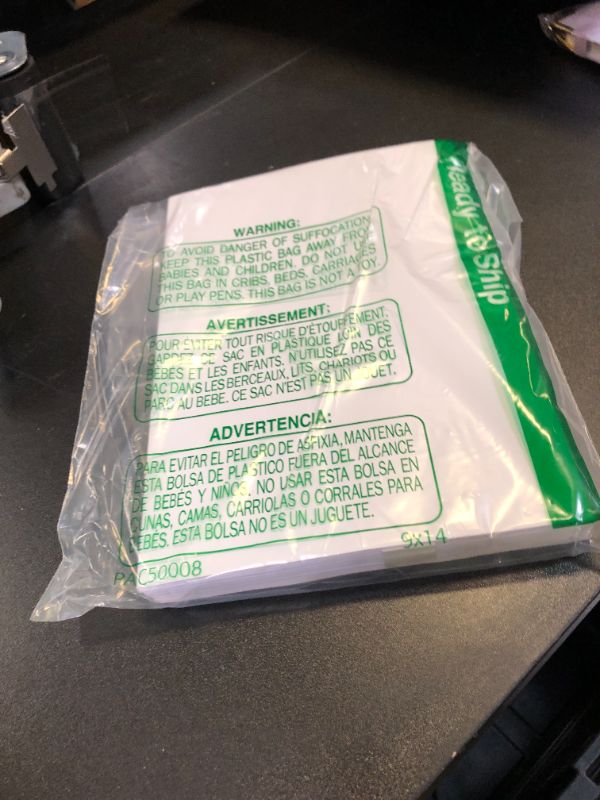 Ready to Ship
WARNING:
TO AVOID DANGER OF SUFFOCATION
KEEP THIS PLASTIC BAG AWAY FROM
BABIES AND CHILDREN. DO NOT USE
THIS BAG IN CRIBS, BEDS, CARRIAGES
OR PLAY PENS. THIS BAG IS NOT A TOY.
AVERTISSEMENT:
POUR ÉVITER TOUT RISQUE D'ÉTOUFFEMENT,
GARDEZ CE SAC EN PLASTIQUE LOIN DES
BÉBÉS ET LES ENFANTS. N'UTILISEZ PAS CE
SAC DANS LES BERCEAUX, LITS, CHARIOTS OU
PARC AU BEBE. CE SAC N'EST PAS UN JOUET.
ADVERTENCIA:
PARA EVITAR EL PELIGRO DE ASFIXIA, MANTENGA
ESTA BOLSA DE PLASTICO FUERA DEL ALCANCE
DE BEBES Y NIÑOS. NO USAR ESTA BOLSA EN
CUNAS, CAMAS, CARRIOLAS O CORRALES PARA
BEBES. ESTA BOLSA NO ES UN JUGUETE.
PAC50008
9x14